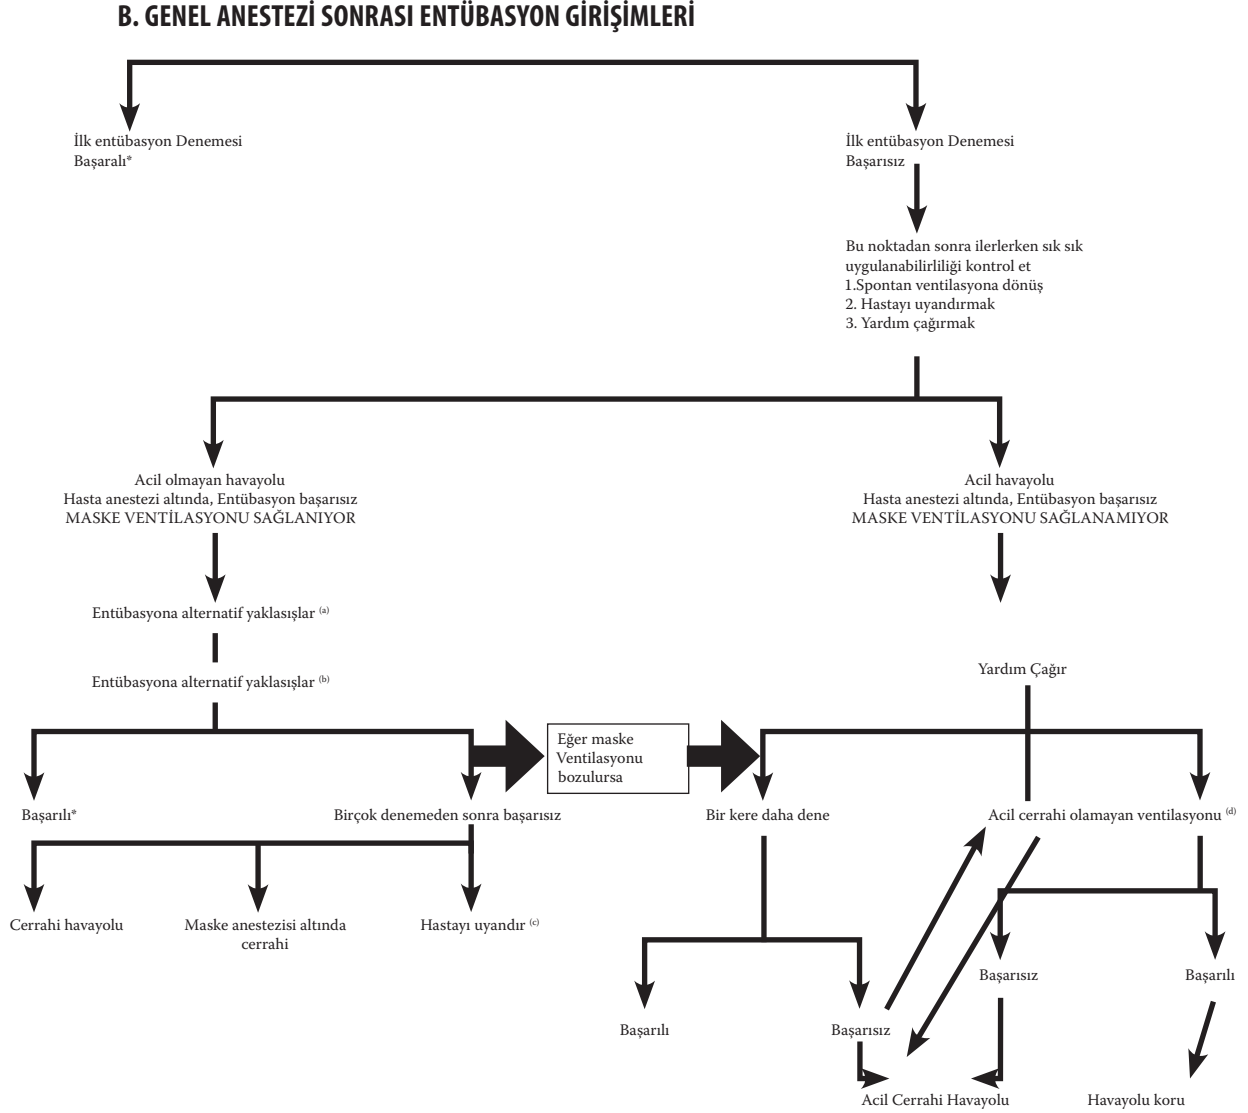 B. GENEL ANESTEZİ SONRASI ENTÜBASYON GİRİŞİMLERİ
İlk entübasyon Denemesi
Başaralı*
İlk entübasyon Denemesi
Başarısız
Bu noktadan sonra ilerlerken sık sık
uygulanabilirliliği kontrol et
1.Spontan ventilasyona dönüş
2. Hastayı uyandırmak
3. Yardım çağırmak
Acil olmayan havayolu
Hasta anestezi altında, Entübasyon başarısız
MASKE VENTİLASYONU SAĞLANIYOR
Acil havayolu
Hasta anestezi altında, Entübasyon başarısız
MASKE VENTİLASYONU SAĞLANAMIYOR
Entübasyona alternatif yaklasışlar (a)
Entübasyona alternatif yaklasışlar (b)
Yardım Çağır
Eğer maske
Ventilasyonu
bozulursa
Başarılı*
Birçok denemeden sonra başarısız
Bir kere daha dene
Acil cerrahi olamayan ventilasyonu (d)
Cerrahi havayolu
Maske anestezisi altında
cerrahi
Hastayı uyandır (c)
Başarısız
Başarılı
Başarılı
Başarısız
Acil Cerrahi Havayolu
Havayolu koru